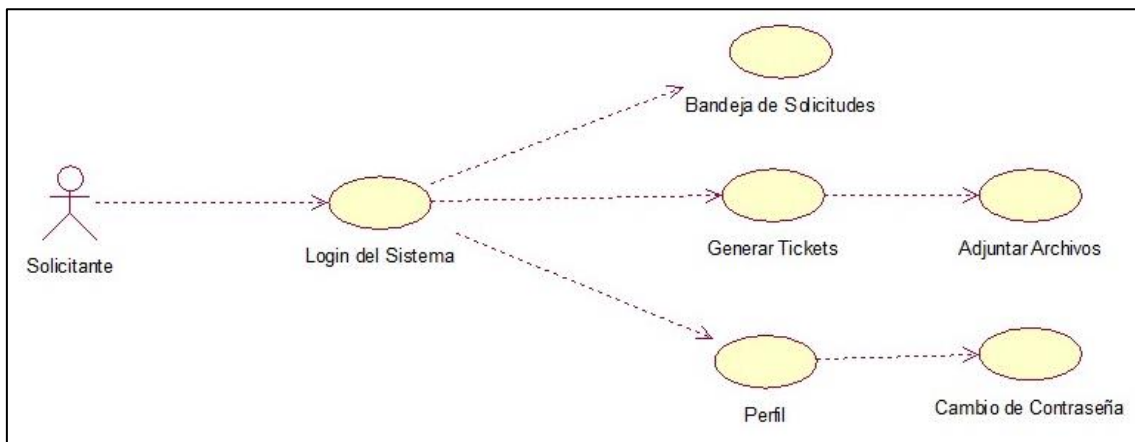 Bandeja de Solicitudes
Solicitante
Login del Sistema
Generar Tickets
Adjuntar Archivos
Perfil
Cambio de Contraseña